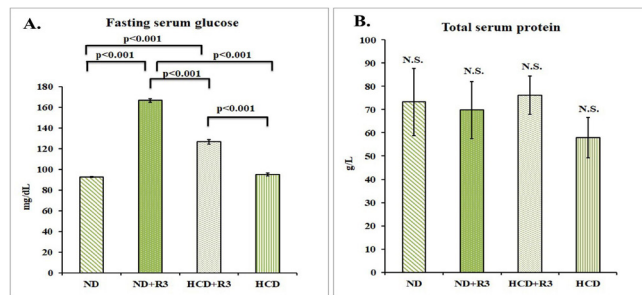 A.
Fasting serum glucose
p<0.001
p<0.001
p<0.001
p<0.001
p<0.001
180
160
140
120
100
80
60
40
20
0
mg/dL
ND
ND+R3
HCD+R3
HCD
B.
Total serum protein
100
90
80
70
60
50
40
30
20
10
0
g/L
N.S.
N.S.
N.S.
N.S.
ND
ND+R3
HCD+R3
HCD